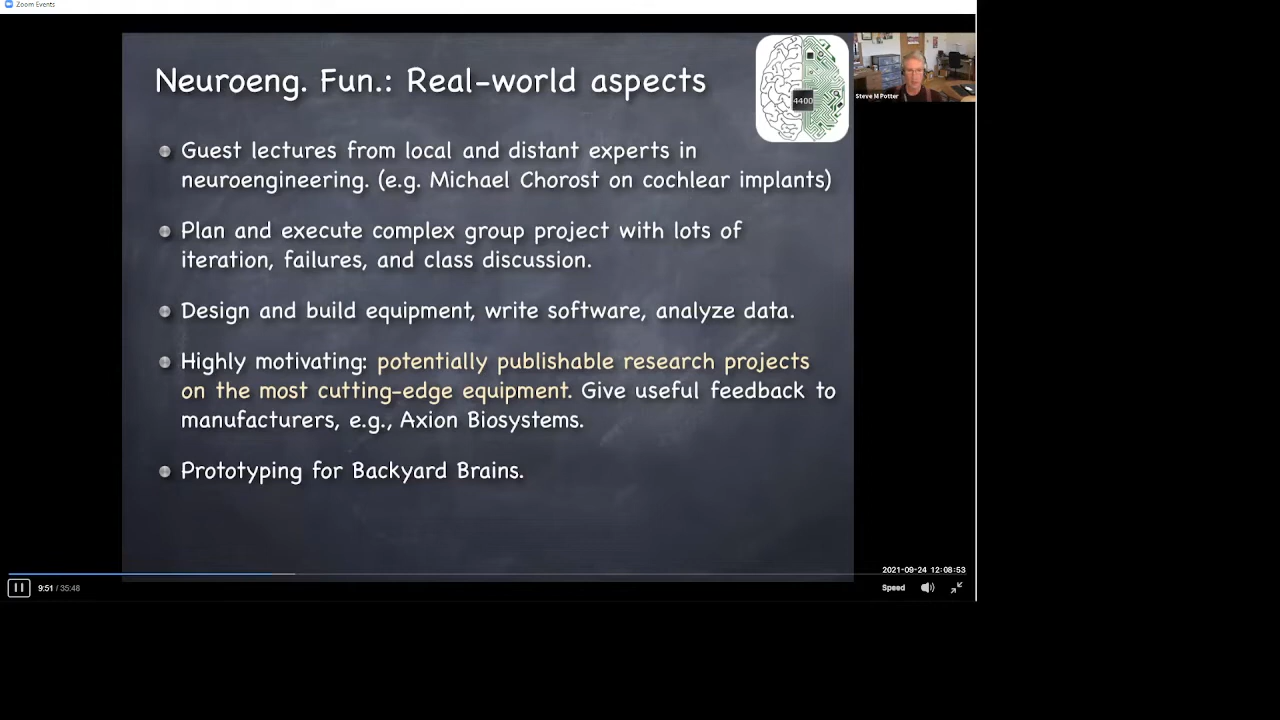 Zoom Events
Neuroeng. Fun.: Real-world aspects
4400
Steve M Potter
Guest lectures from local and distant experts in
neuroengineering. (e.g. Michael Chorost on cochlear implants)
Plan and execute complex group project with lots of
iteration, failures, and class discussion.
Design and build equipment, write software, analyze data.
Highly motivating: potentially publishable research projects
on the most cutting-edge equipment. Give useful feedback to
manufacturers, e.g., Axion Biosystems.
Prototyping for Backyard Brains.
2021-09-24 12:08:53
9:51 / 35:48
Speed